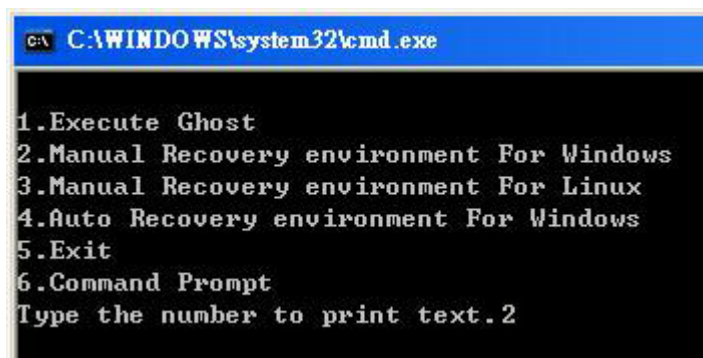 C:\WINDOWS\system32\cmd.exe
1.Execute Ghost
2.Manual Recovery environment For Windows
3.Manual Recovery environment For Linux
4.Auto Recovery environment For Windows
5.Exit
6.Command Prompt
Type the number to print text.2